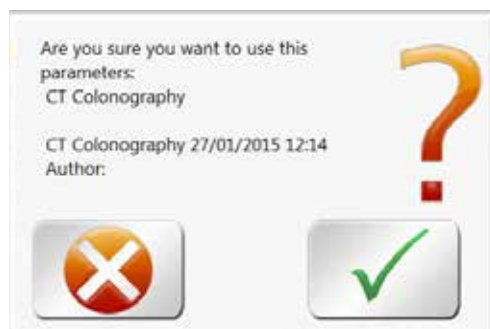 Are you sure you want to use this
parameters:
CT Colonography
CT Colonography 27/01/2015 12:14
Author: